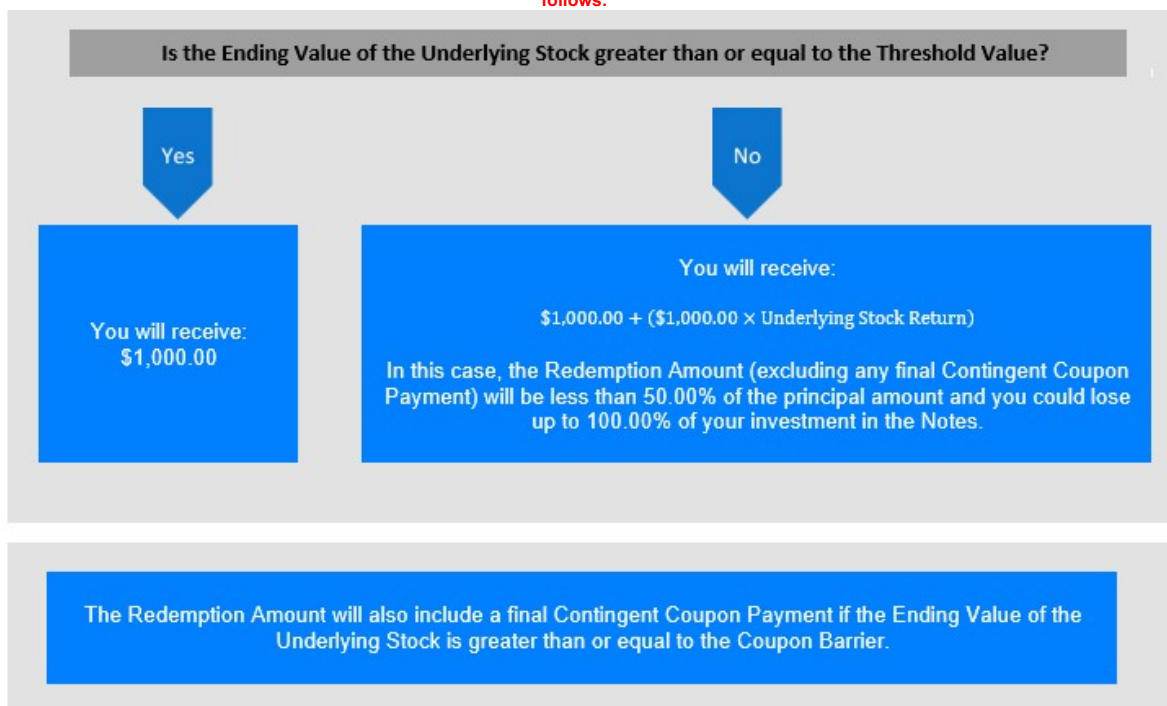 follows:
Is the Ending Value of the Underlying Stock greater than or equal to the Threshold Value?
Yes
No
You will receive:
$1,000.00
You will receive:
$1,000.00 + ($1,000.00 × Underlying Stock Return)
In this case, the Redemption Amount (excluding any final Contingent Coupon
Payment) will be less than 50.00% of the principal amount and you could lose
up to 100.00% of your investment in the Notes.
The Redemption Amount will also include a final Contingent Coupon Payment if the Ending Value of the
Underlying Stock is greater than or equal to the Coupon Barrier.